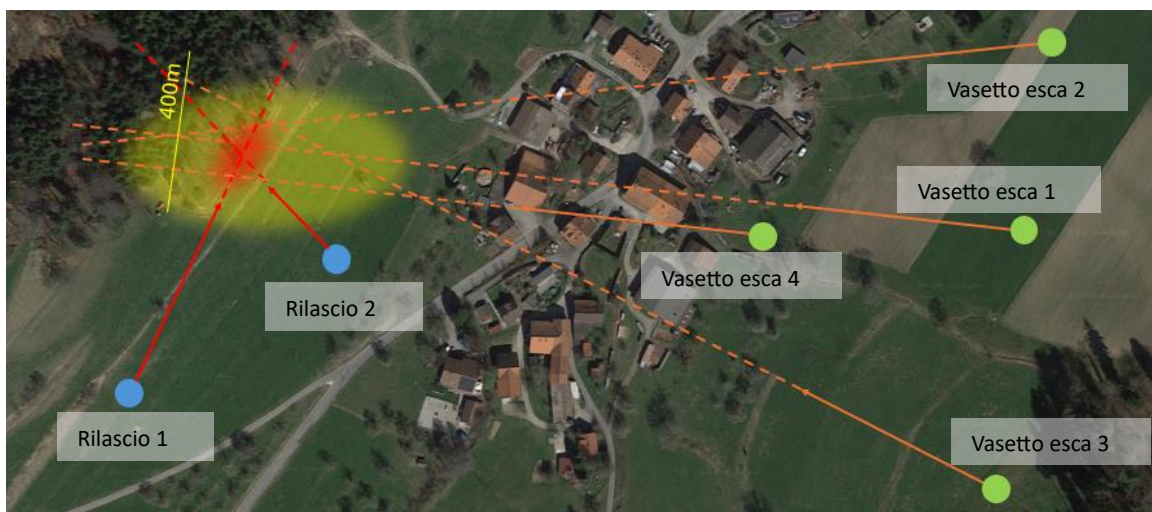 400m
Vasetto esca 2
Vasetto esca 1
Vasetto esca 4
Rilascio 2
Rilascio 1
Vasetto esca 3